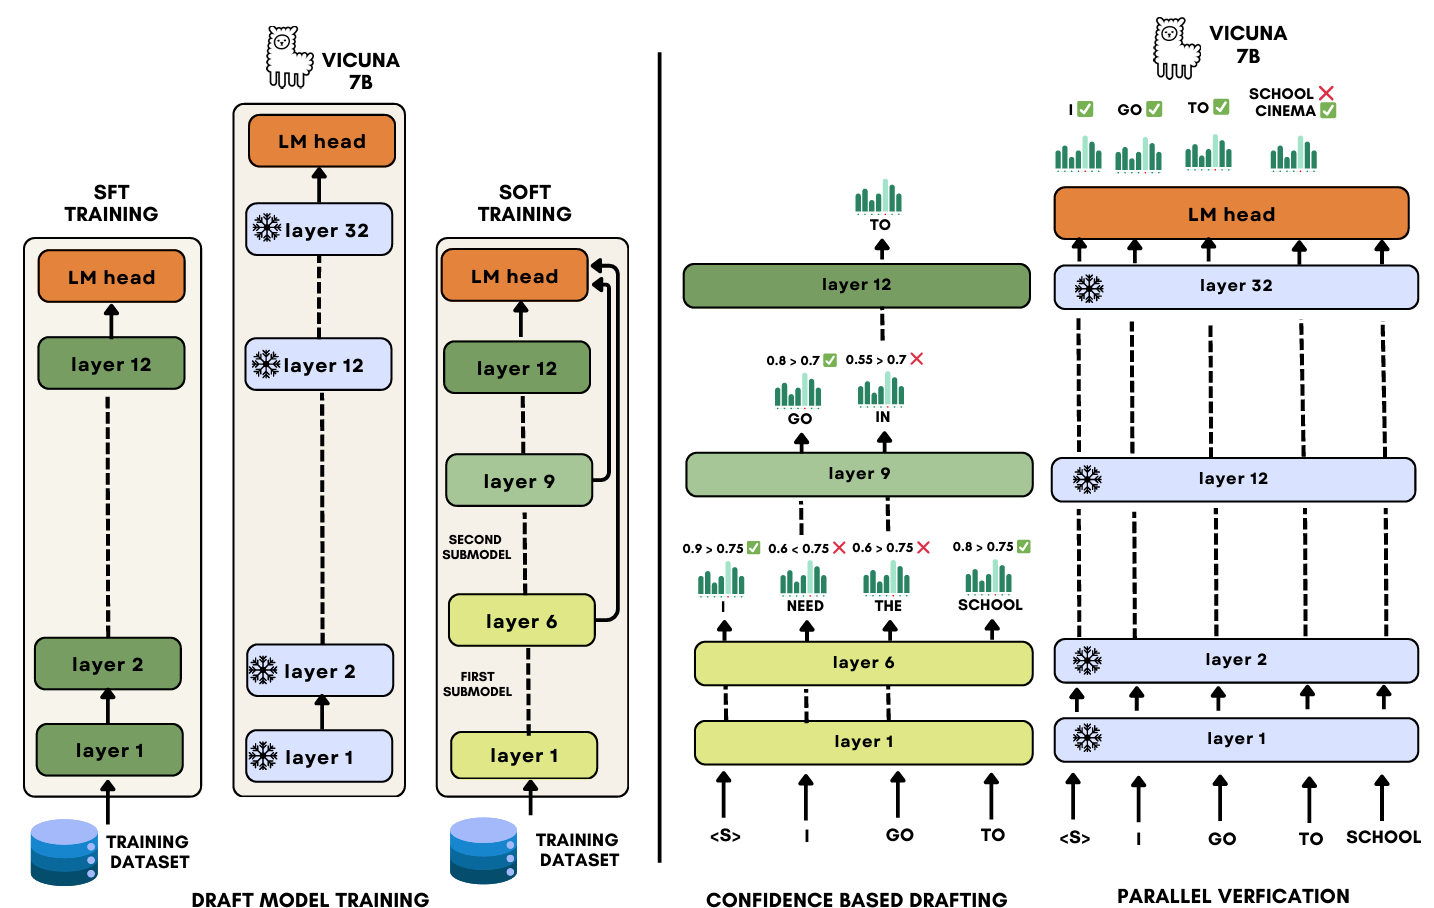 VICUNA
7B
LM head
layer 32
layer 12
layer 2
layer 1
SFT
TRAINING
LM head
layer 12
layer 2
layer 1
TRAINING
DATASET
SOFT
TRAINING
LM head
layer 12
layer 9
SECOND
SUBMODEL
layer 6
FIRST
SUBMODEL
layer 1
TRAINING
DATASET
DRAFT MODEL TRAINING
TO
layer 12
0.8 > 0.7 ✅ 0.55 > 0.7 ❌
GO IN
layer 9
0.9 > 0.75 ✅ 0.6 < 0.75 ❌ 0.6 > 0.75 ❌ 0.8 > 0.75 ✅
I NEED THE SCHOOL
layer 6
layer 1
<S> I GO TO
CONFIDENCE BASED DRAFTING
VICUNA
7B
SCHOOL ❌
I ✅ GO ✅ TO ✅ CINEMA ✅
LM head
layer 32
layer 12
layer 2
layer 1
<S> I GO TO SCHOOL
PARALLEL VERFICATION